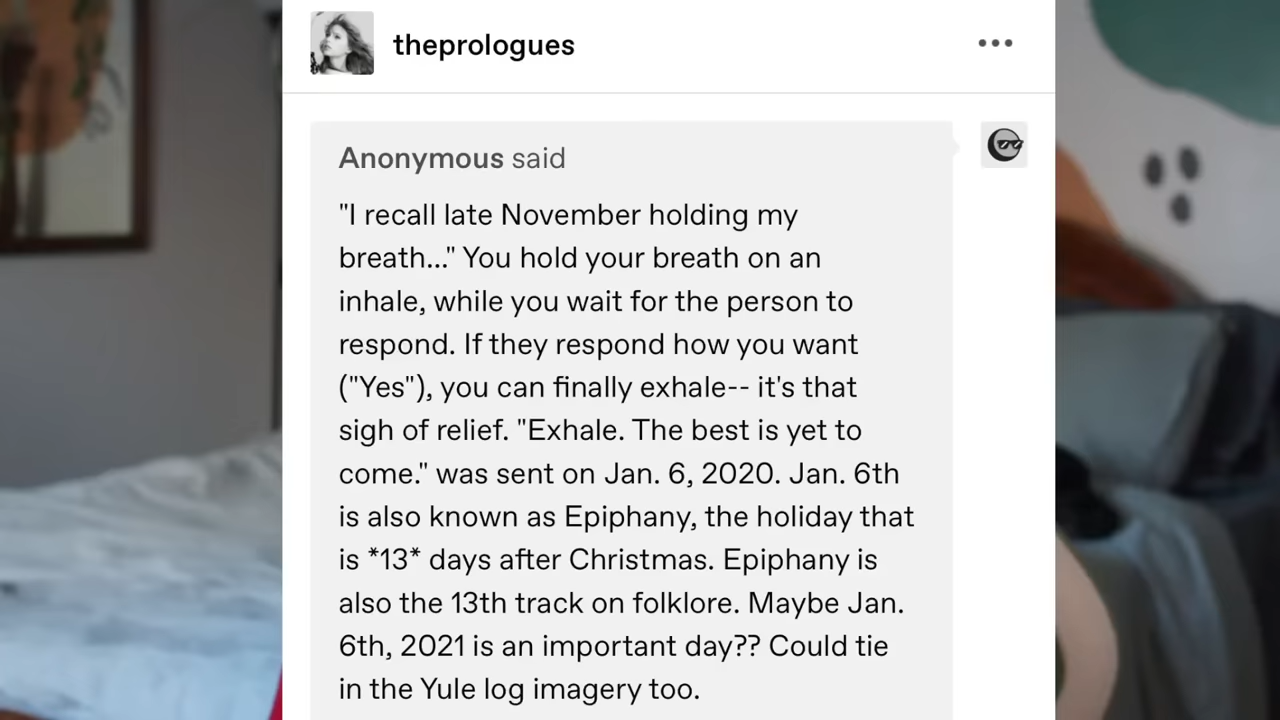 theprologues
Anonymous said
"I recall late November holding my
breath..." You hold your breath on an
inhale, while you wait for the person to
respond. If they respond how you want
("Yes"), you can finally exhale-- it's that
sigh of relief. "Exhale. The best is yet to
come." was sent on Jan. 6, 2020. Jan. 6th
is also known as Epiphany, the holiday that
is *13* days after Christmas. Epiphany is
also the 13th track on folklore. Maybe Jan.
6th, 2021 is an important day?? Could tie
in the Yule log imagery too.